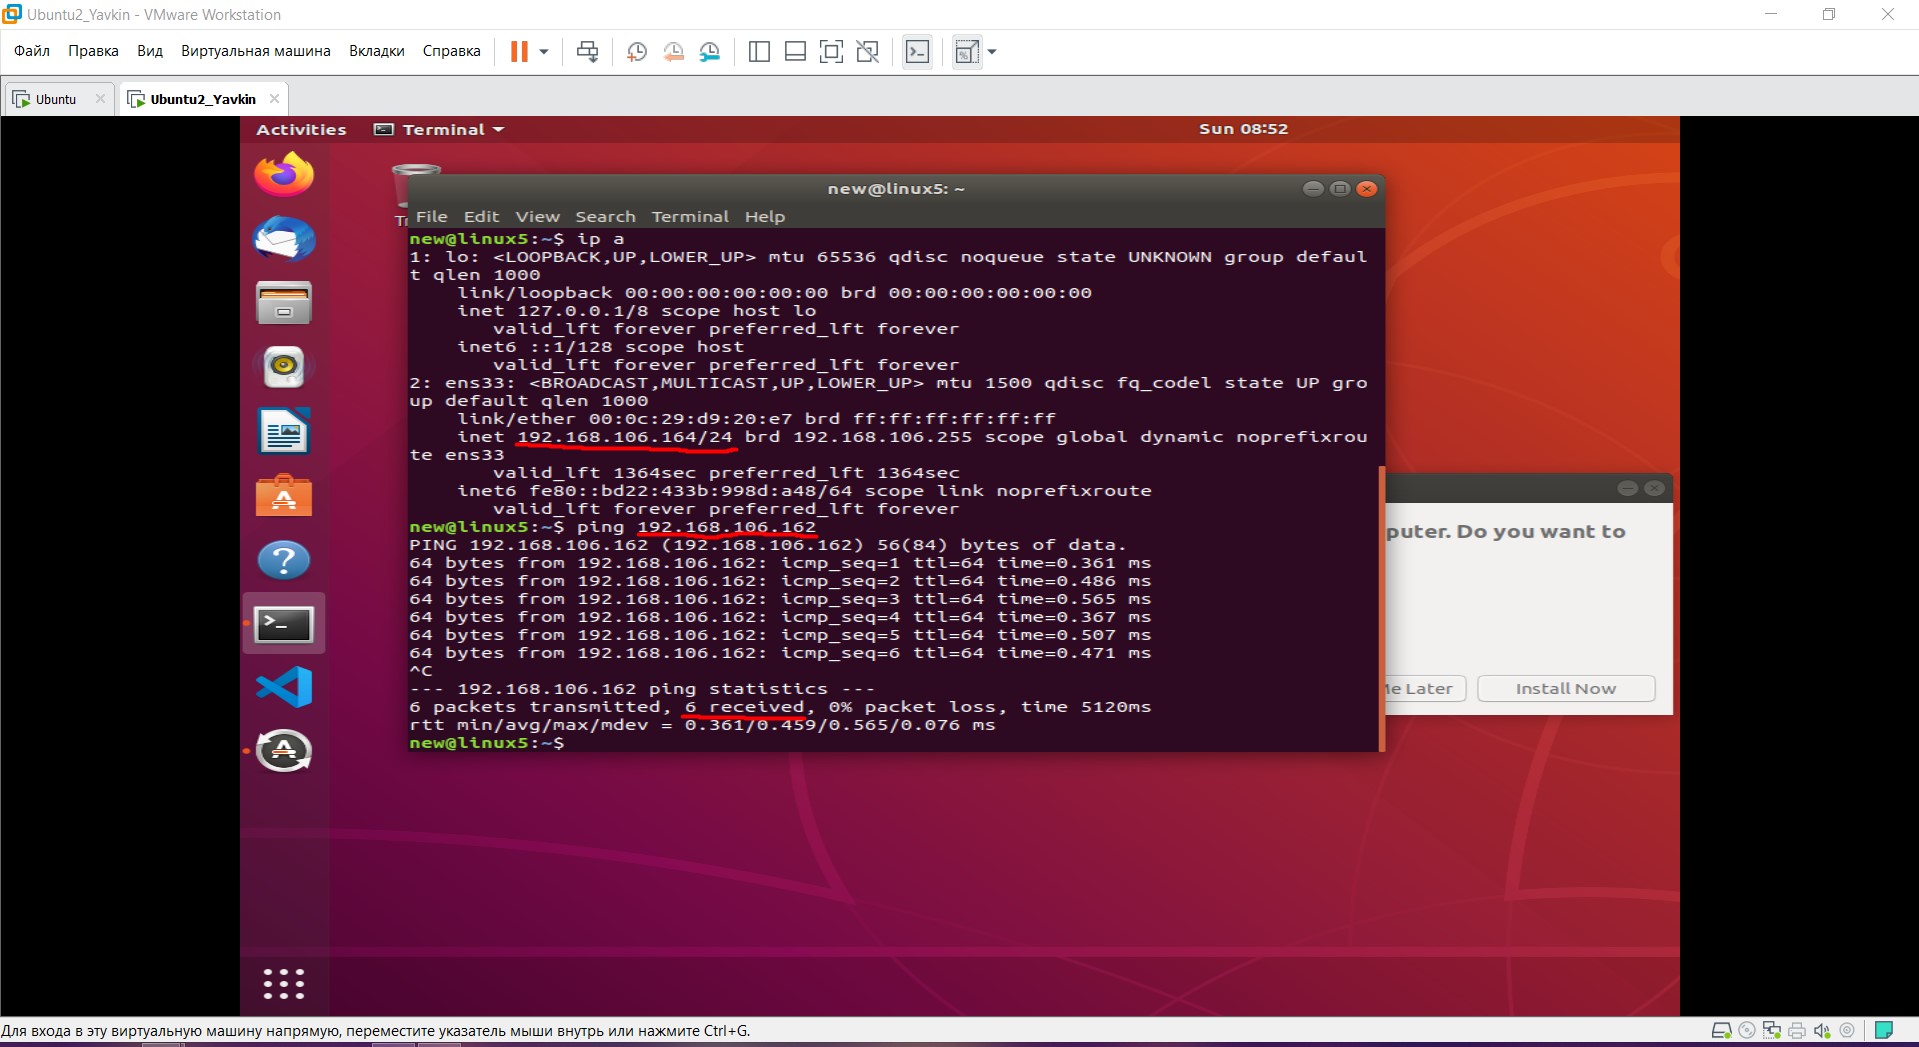 Ubuntu2_Yavkin - VMware Workstation
Файл Правка Вид Виртуальная машина Вкладки Справка
Ubuntu Ubuntu2_Yavkin
Activities Terminal Sun 08:52
new@linux5: ~
File Edit View Search Terminal Help
new@linux5:~$ ip a
1: lo: <LOOPBACK,UP,LOWER_UP> mtu 65536 qdisc noqueue state UNKNOWN group defaul
t qlen 1000
link/loopback 00:00:00:00:00:00 brd 00:00:00:00:00:00
inet 127.0.0.1/8 scope host lo
valid_lft forever preferred_lft forever
inet6 ::1/128 scope host
valid_lft forever preferred_lft forever
2: ens33: <BROADCAST,MULTICAST,UP,LOWER_UP> mtu 1500 qdisc fq_codel state UP gro
up default qlen 1000
link/ether 00:0c:29:d9:20:e7 brd ff:ff:ff:ff:ff:ff
inet 192.168.106.164/24 brd 192.168.106.255 scope global dynamic noprefixrou
te ens33
valid_lft 1364sec preferred_lft 1364sec
inet6 fe80::bd22:433b:998d:a48/64 scope link noprefixroute
valid_lft forever preferred_lft forever
new@linux5:~$ ping 192.168.106.162
PING 192.168.106.162 (192.168.106.162) 56(84) bytes of data.
64 bytes from 192.168.106.162: icmp_seq=1 ttl=64 time=0.361 ms
64 bytes from 192.168.106.162: icmp_seq=2 ttl=64 time=0.486 ms
64 bytes from 192.168.106.162: icmp_seq=3 ttl=64 time=0.565 ms
64 bytes from 192.168.106.162: icmp_seq=4 ttl=64 time=0.367 ms
64 bytes from 192.168.106.162: icmp_seq=5 ttl=64 time=0.507 ms
64 bytes from 192.168.106.162: icmp_seq=6 ttl=64 time=0.471 ms
^C
--- 192.168.106.162 ping statistics ---
6 packets transmitted, 6 received, 0% packet loss, time 5120ms
rtt min/avg/max/mdev = 0.361/0.459/0.565/0.076 ms
new@linux5:~$
puter. Do you want to
Later Install Now
Для входа в эту виртуальную машину напрямую, переместите указатель мыши внутрь или нажмите Ctrl+G.